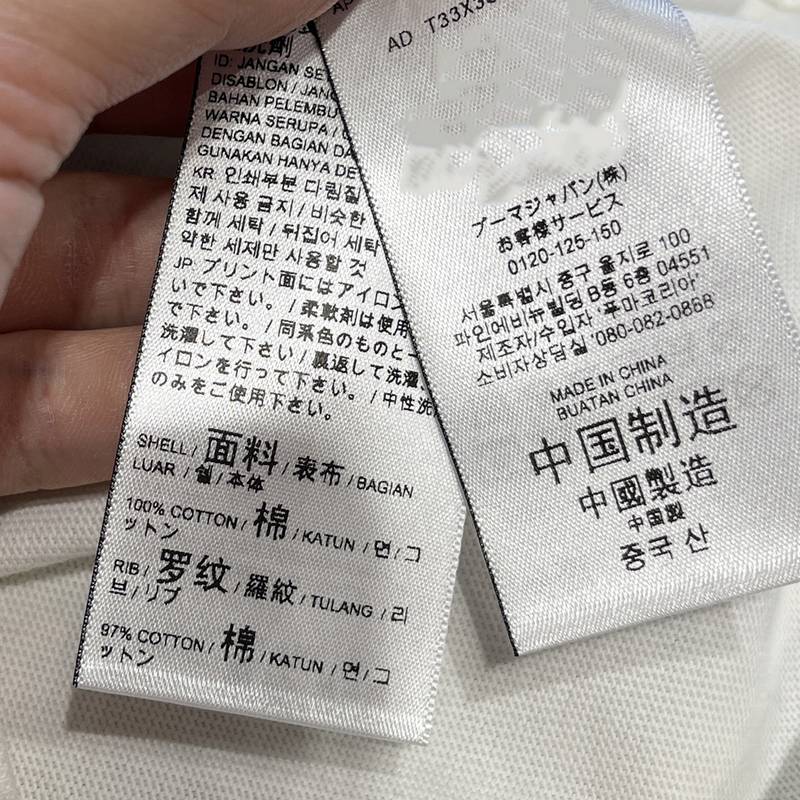 洗劑
ID: JANGAN SE
DISABLON / JANG
BAHAN PELEMBU
WARNA SERUPA /
DENGAN BAGIAN DA
GUNAKAN HANYA DE
KR 인쇄부분 다림질
제 사용 금지 / 비슷한
함께 세탁 / 뒤집어 세탁
약한 세제만 사용할 것
JP プリント面にはアイロン
いで下さい。 / 柔軟剤は使用
で下さい。 / 同系色のものと一
洗濯して下さい / 裏返して洗濯、
イロンを行って下さい。 / 中性洗
のみをご使用下さい。
SHELL / 面料 / 表布 / BAGIAN
LUAR / 쉘 / 本体
100% COTTON / 棉 / KATUN / 면 / コ
ットン
RIB / 罗纹 / 羅紋 / TULANG / 리
브 / リブ
97% COTTON / 棉 / KATUN / 면 / コ
ットン
AD T33X3
プーマジャパン(株)
お客様サービス
0120-125-150
서울특별시 중구 을지로 100
파인에비뉴빌딩 B동 6층 04551
제조자/수입자 '푸마코리아'
소비자상담실 '080-082-0868'
MADE IN CHINA
BUATAN CHINA
中国制造
中國製造
中国製
중국 산